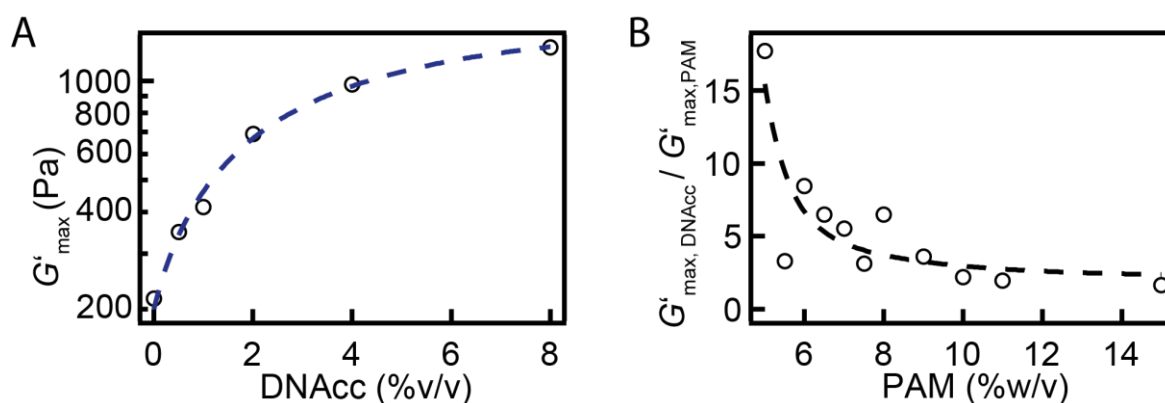 A
G'max (Pa)
1000
800
600
400
200
0 2 4 6 8
DNAcc (%v/v)
B
G'max, DNAcc / G'max,PAM
15
10
5
0
6 8 10 12 14
PAM (%w/v)